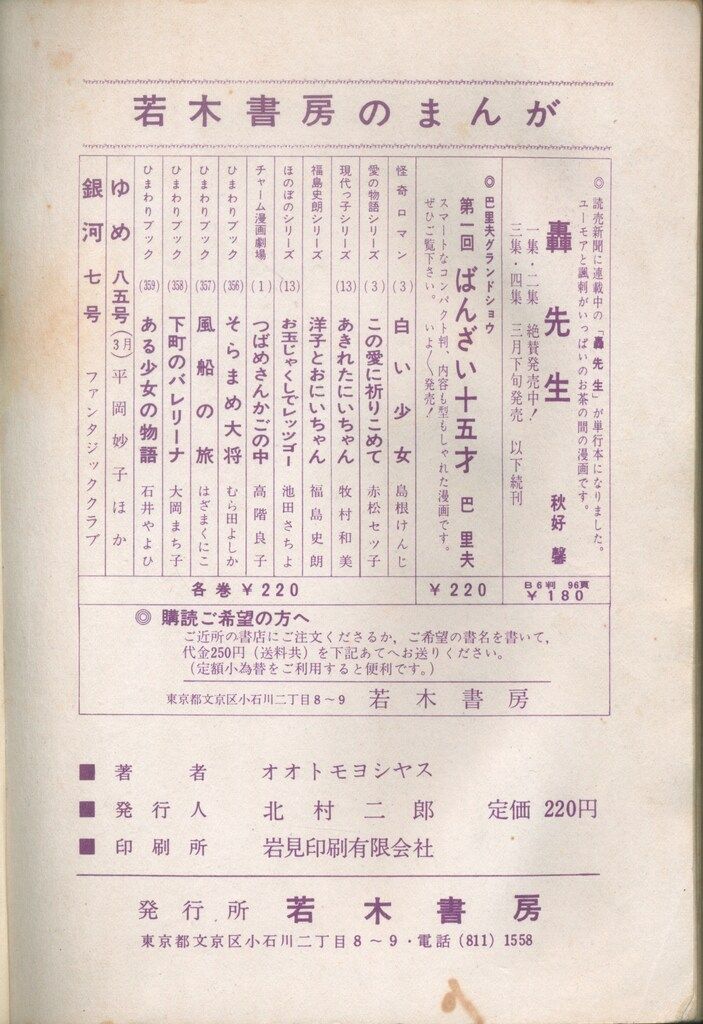 若木書房のまんが
◎読売新聞に連載中の「轟先生」が単行本になりました。
ユーモアと諷刺がいっぱいのお茶の間の漫画です。
轟先生 秋好馨
一集・二集 絶賛発売中!
三集・四集 三月下旬発売 以下続刊
B6判 96頁
¥180
◎巴里夫グランドショウ
第一回 ばんざい十五才 巴里夫
スマートなコンパクト判、内容も型もしゃれた漫画です。
ぜひご覧下さい。いよ〱発売!
¥220
怪奇ロマン (3) 白い少女 島根けんじ
愛の物語シリーズ (3) この愛に祈りこめて 赤松セツ子
現代っ子シリーズ (13) あきれたにいちゃん 牧村和美
福島史朗シリーズ 洋子とおにいちゃん 福島史朗
ほのぼのシリーズ (13) お玉じゃくしでレッツゴー 池田さちよ
チャーム漫画劇場 (1) つばめさんかごの中 高階良子
ひまわりブック (356) そらまめ大将 むら田よしか
ひまわりブック (357) 風船の旅 はざまくにこ
ひまわりブック (358) 下町のバレリーナ 大岡まち子
ひまわりブック (359) ある少女の物語 石井やよひ
ゆめ 八五号(3月) 平岡妙子ほか
銀河 七号 ファンタジッククラブ
各巻¥220
◎ 購読ご希望の方へ
ご近所の書店にご注文くださるか,ご希望の書名を書いて,
代金250円(送料共)を下記あてへお送りください。
(定額小為替をご利用すると便利です。)
東京都文京区小石川二丁目8〜9 若木書房
■ 著者 オオトモヨシヤス
■ 発行人 北村二郎 定価 220円
■ 印刷所 岩見印刷有限会社
発行所 若木書房
東京都文京区小石川二丁目8〜9・電話(811)1558